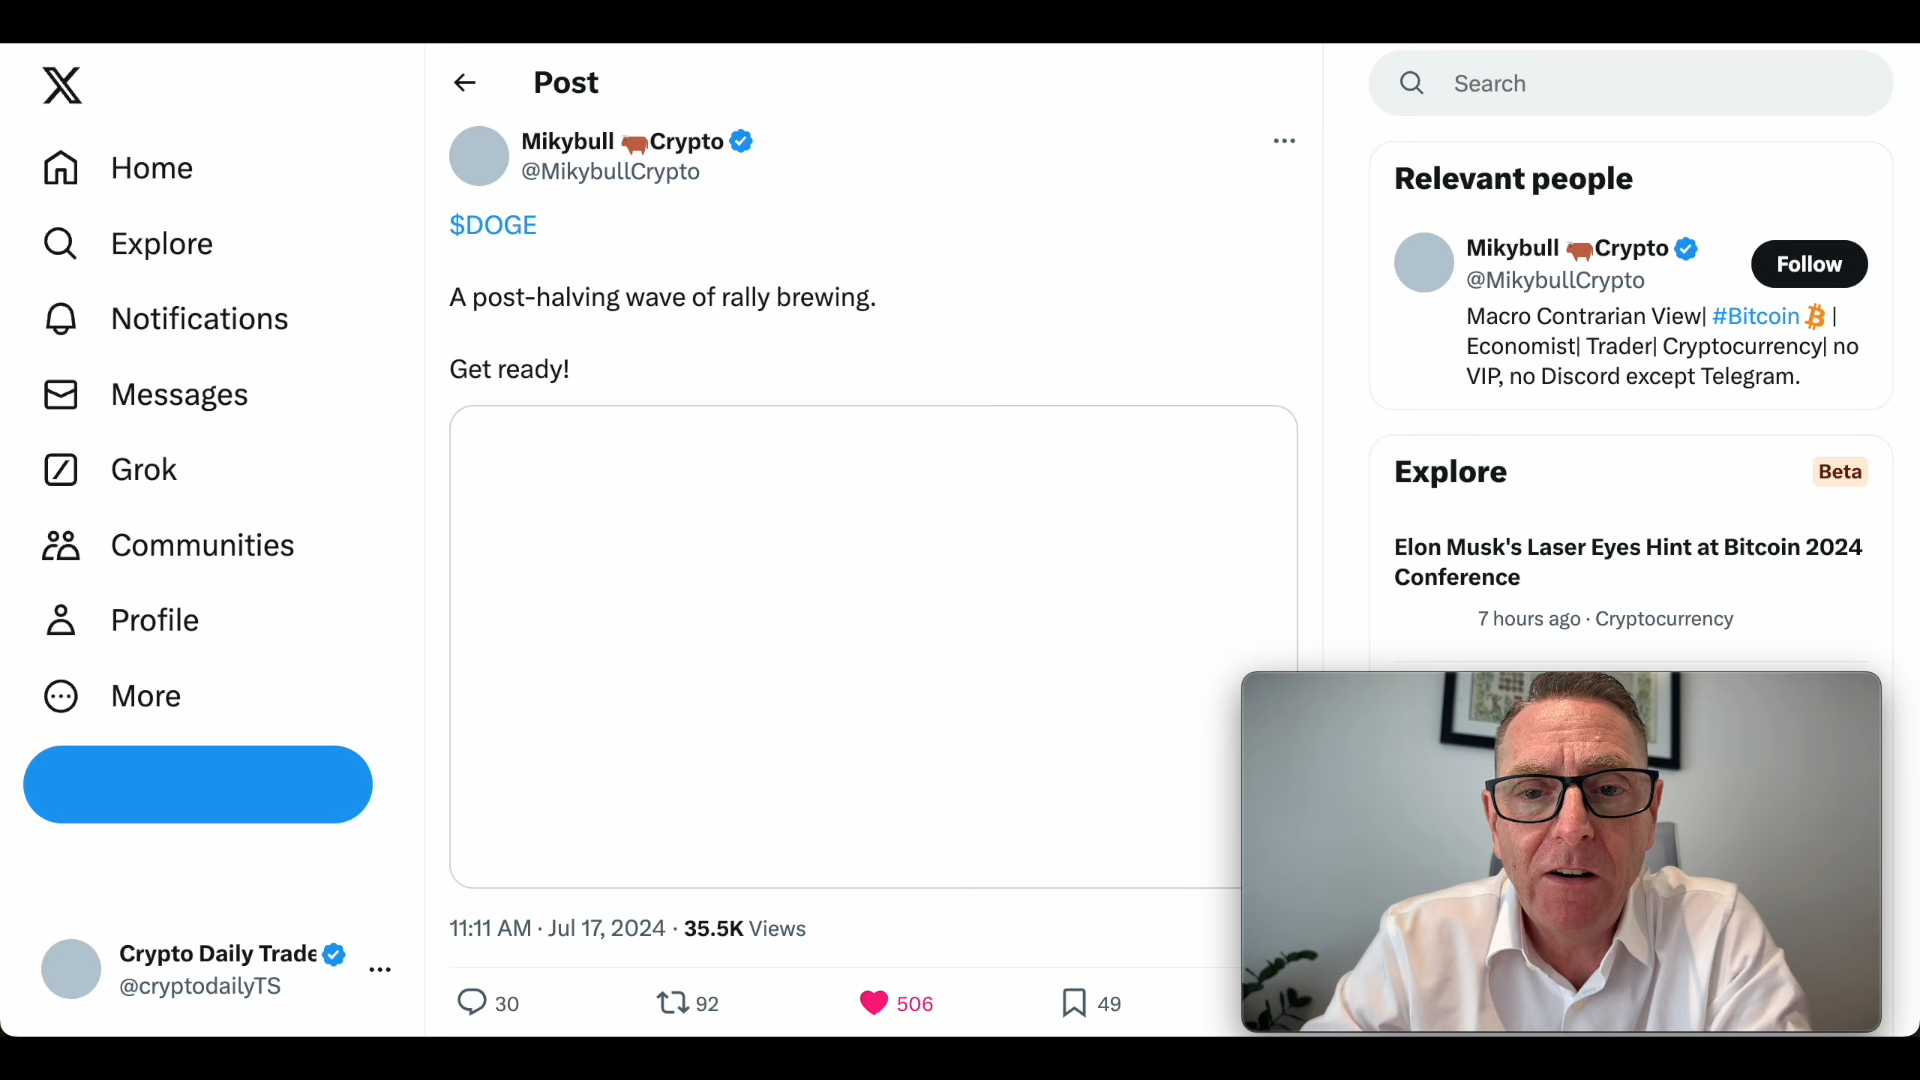 Home
Explore
Notifications
Messages
Grok
Communities
Profile
More
Crypto Daily Trade
@cryptodailyTS
Post
Mikybull 🐂Crypto
@MikybullCrypto
$DOGE
A post-halving wave of rally brewing.
Get ready!
11:11 AM · Jul 17, 2024 · 35.5K Views
30 92 506 49
Search
Relevant people
Mikybull 🐂Crypto
@MikybullCrypto
Follow
Macro Contrarian View| #Bitcoin |
Economist| Trader| Cryptocurrency| no
VIP, no Discord except Telegram.
Explore
Beta
Elon Musk's Laser Eyes Hint at Bitcoin 2024
Conference
7 hours ago · Cryptocurrency